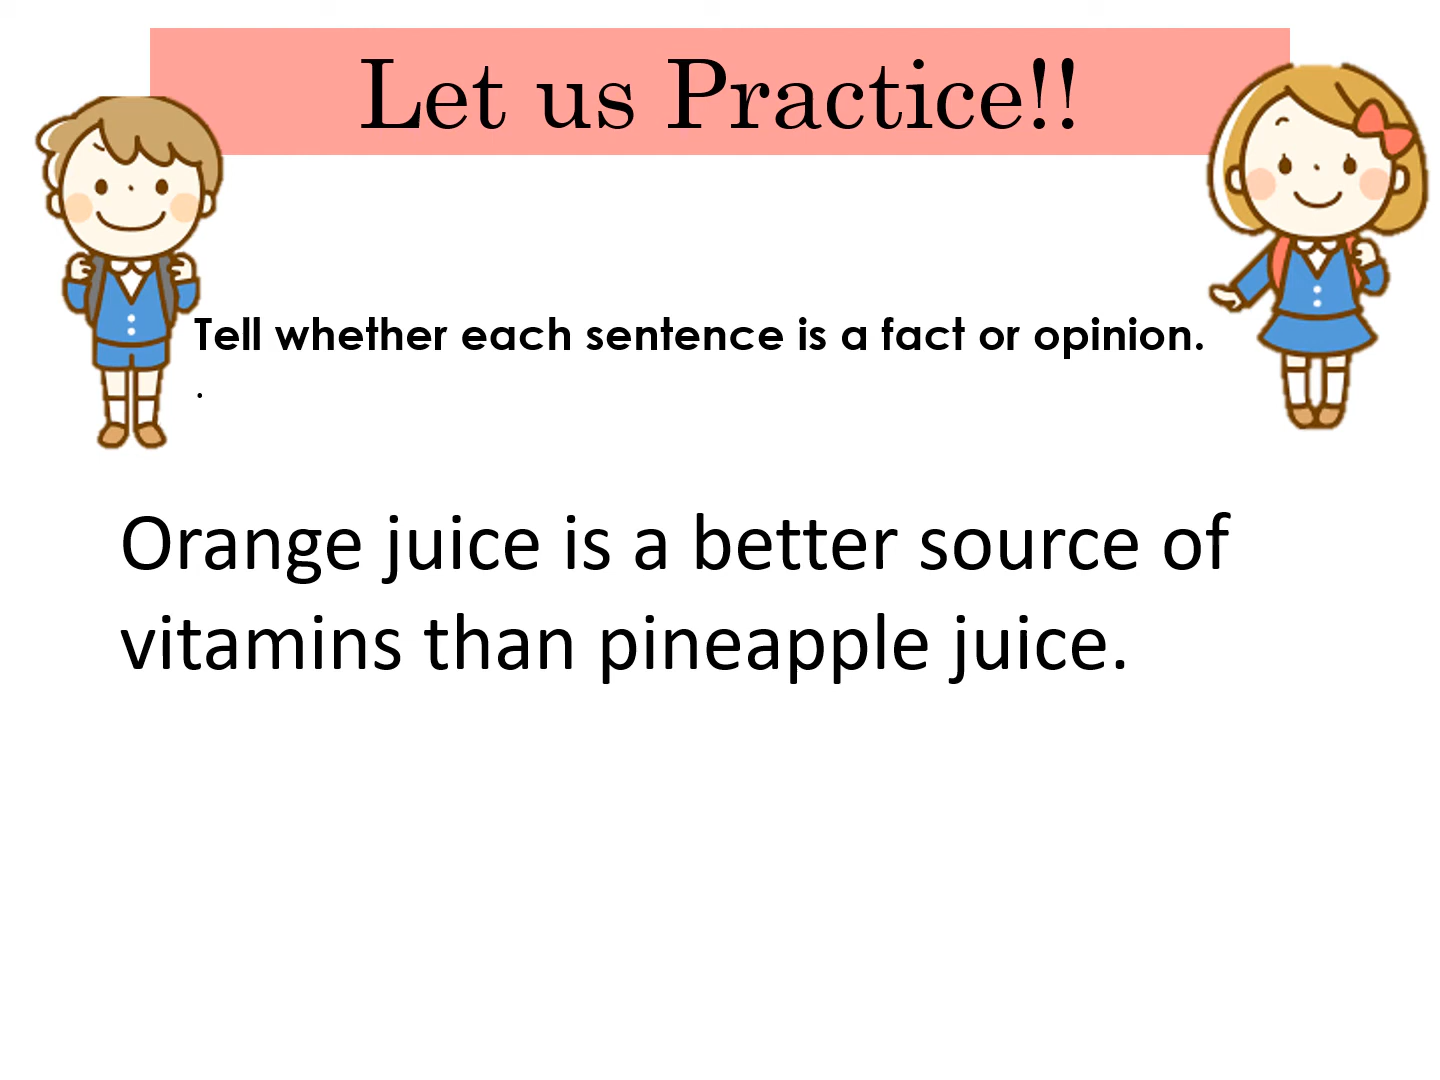 Let us Practice!!
Tell whether each sentence is a fact or opinion.
.
Orange juice is a better source of
vitamins than pineapple juice.